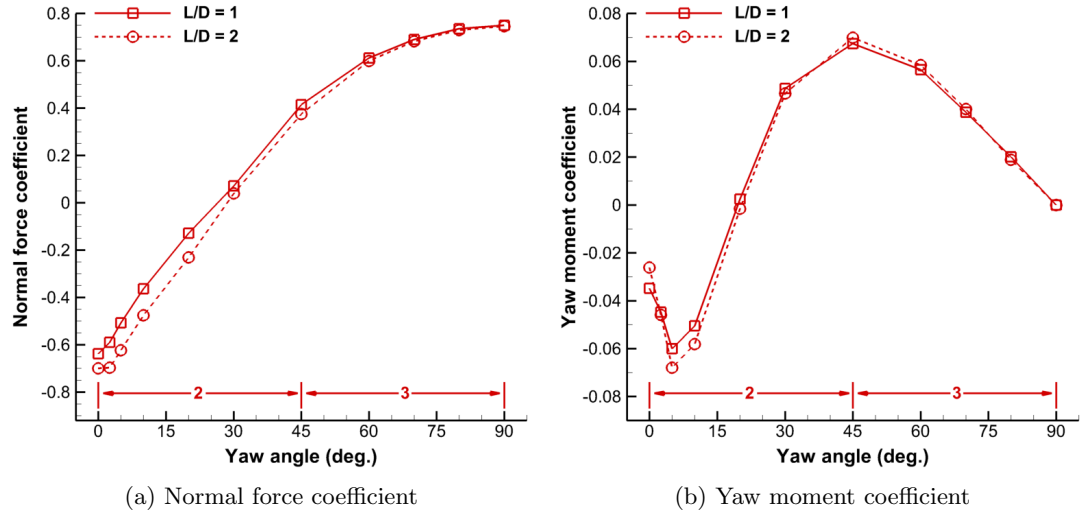 L/D = 1
L/D = 2
0.8
0.6
0.4
0.2
0
-0.2
-0.4
-0.6
-0.8
Normal force coefficient
2
3
0 15 30 45 60 75 90
Yaw angle (deg.)
(a) Normal force coefficient
L/D = 1
L/D = 2
0.08
0.06
0.04
0.02
0
-0.02
-0.04
-0.06
-0.08
Yaw moment coefficient
2
3
0 15 30 45 60 75 90
Yaw angle (deg.)
(b) Yaw moment coefficient